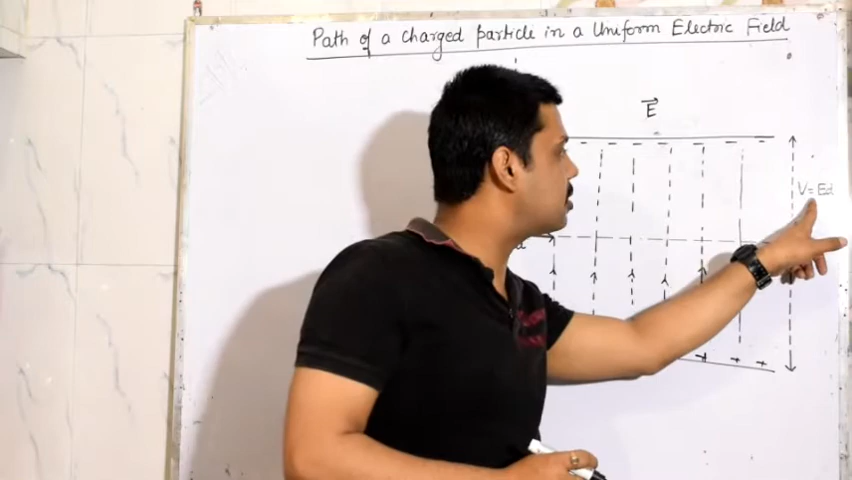 Path of a charged particle in a Uniform Electric Field
E
V= Ed